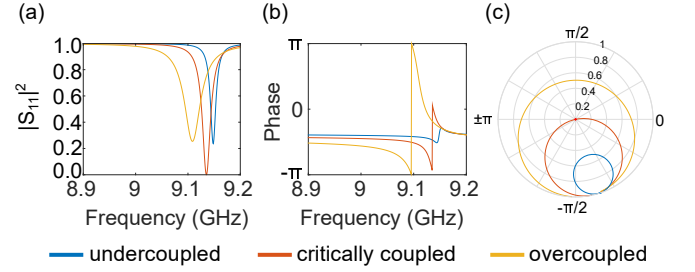 (a)
(b)
(c)
|S11|²
1.0
0.8
0.6
0.4
0.2
0.0
8.9
9
9.1
9.2
Frequency (GHz)
Phase
π
0
-π
8.9
9
9.1
9.2
Frequency (GHz)
π/2
1
0.8
0.6
0.4
0.2
±π
0
-π/2
undercoupled
critically coupled
overcoupled